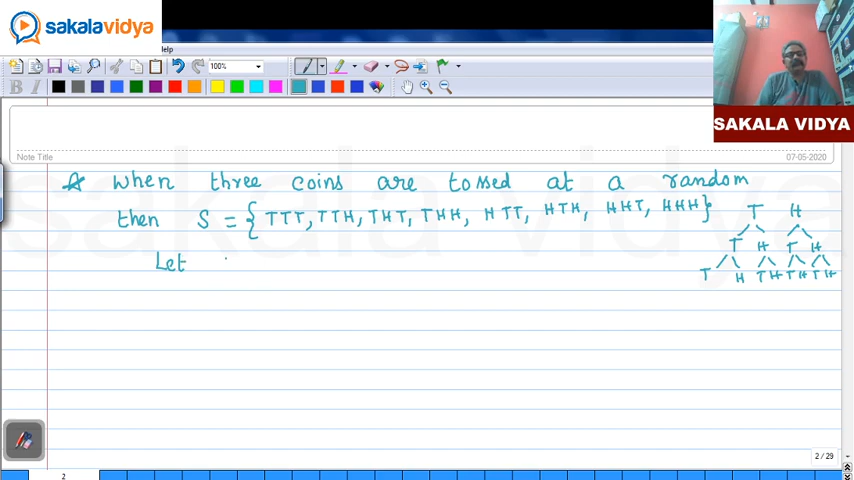 sakalavidya
Help
100%
B I
SAKALA VIDYA
Note Title
07-05-2020
When three coins are tossed at a random
then S = { TTT, TTH, THT, THH, HTT, HTH, HHT, HHH}
T H
T H T H
T H T H T H T H
Let
2 / 29
2